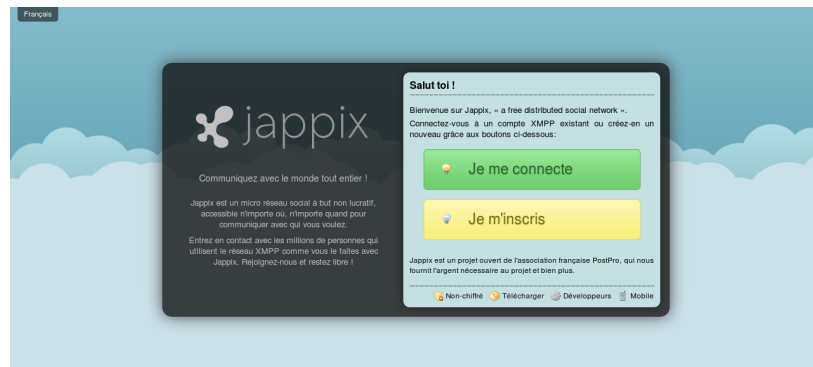 Français
jappix
Communiquez avec le monde tout entier !
Jappix est un micro réseau social à but non lucratif,
accessible n'importe où, n'importe quand pour
communiquer avec qui vous voulez.
Entrez en contact avec les millions de personnes qui
utilisent le réseau XMPP comme vous le faites avec
Jappix. Rejoignez-nous et restez libre !
Salut toi !
Bienvenue sur Jappix, « a free distributed social network ».
Connectez-vous à un compte XMPP existant ou créez-en un
nouveau grâce aux boutons ci-dessous:
Je me connecte
Je m'inscris
Jappix est un projet ouvert de l'association française PostPro, qui nous
fournit l'argent nécessaire au projet et bien plus.
Non-chiffré Télécharger Développeurs Mobile